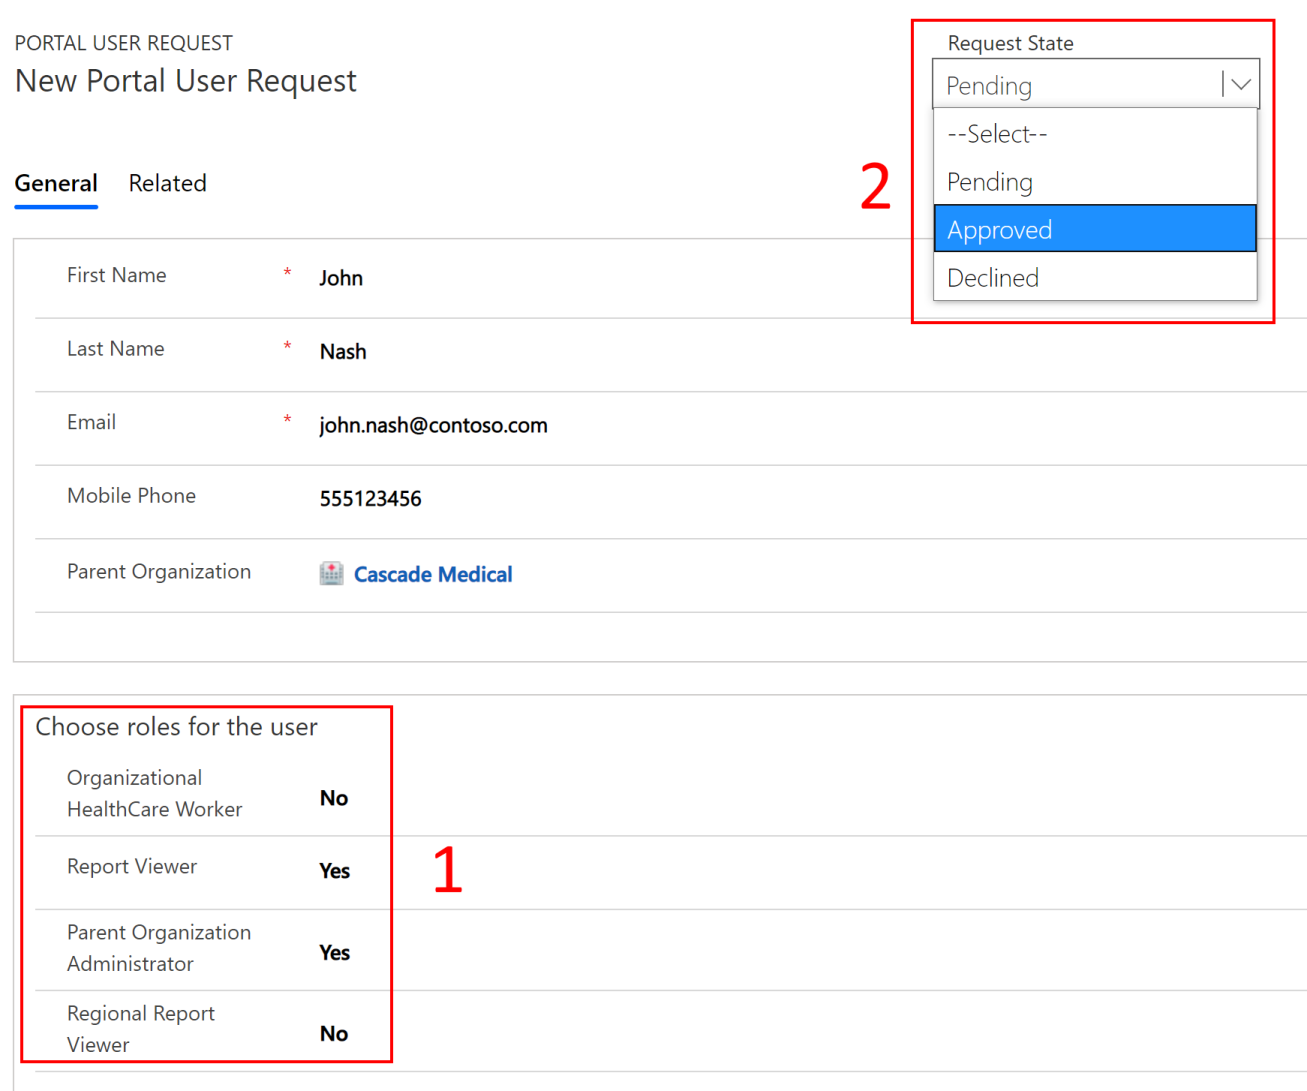 PORTAL USER REQUEST
New Portal User Request
Request State
Pending
--Select--
Pending
Approved
Declined
2
General Related
First Name * John
Last Name * Nash
Email * john.nash@contoso.com
Mobile Phone 555123456
Parent Organization Cascade Medical
Choose roles for the user
Organizational
HealthCare Worker No
Report Viewer Yes
1
Parent Organization
Administrator Yes
Regional Report
Viewer No